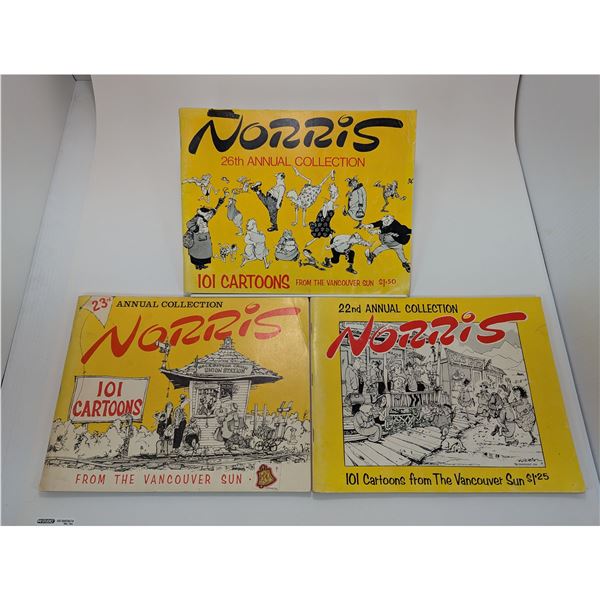 NORRIS
26th ANNUAL COLLECTION
101 CARTOONS FROM THE VANCOUVER SUN $1.50
23rd ANNUAL COLLECTION
NORRIS
UNION STATION
101
CARTOONS
FROM THE VANCOUVER SUN
22nd ANNUAL COLLECTION
NORRIS
101 Cartoons from The Vancouver Sun $1.25